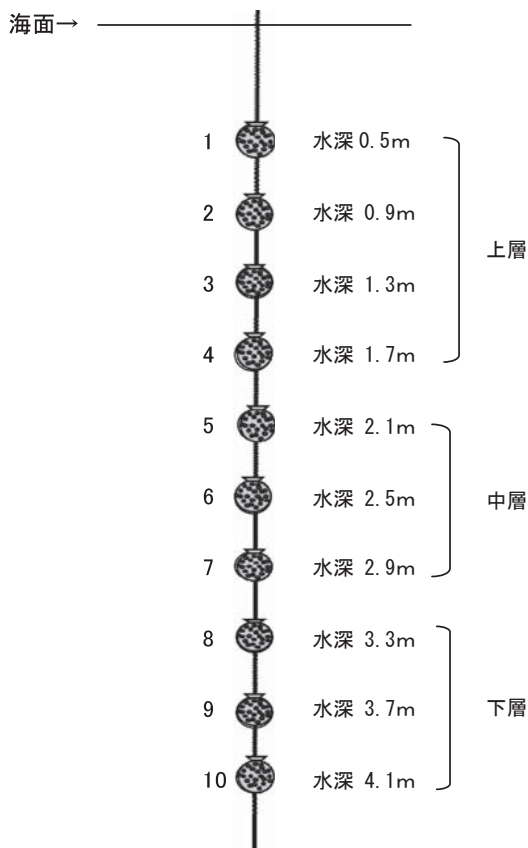 海面→
1 水深 0.5m
2 水深 0.9m
上層
3 水深 1.3m
4 水深 1.7m
5 水深 2.1m
6 水深 2.5m
中層
7 水深 2.9m
8 水深 3.3m
9 水深 3.7m
下層
10 水深 4.1m